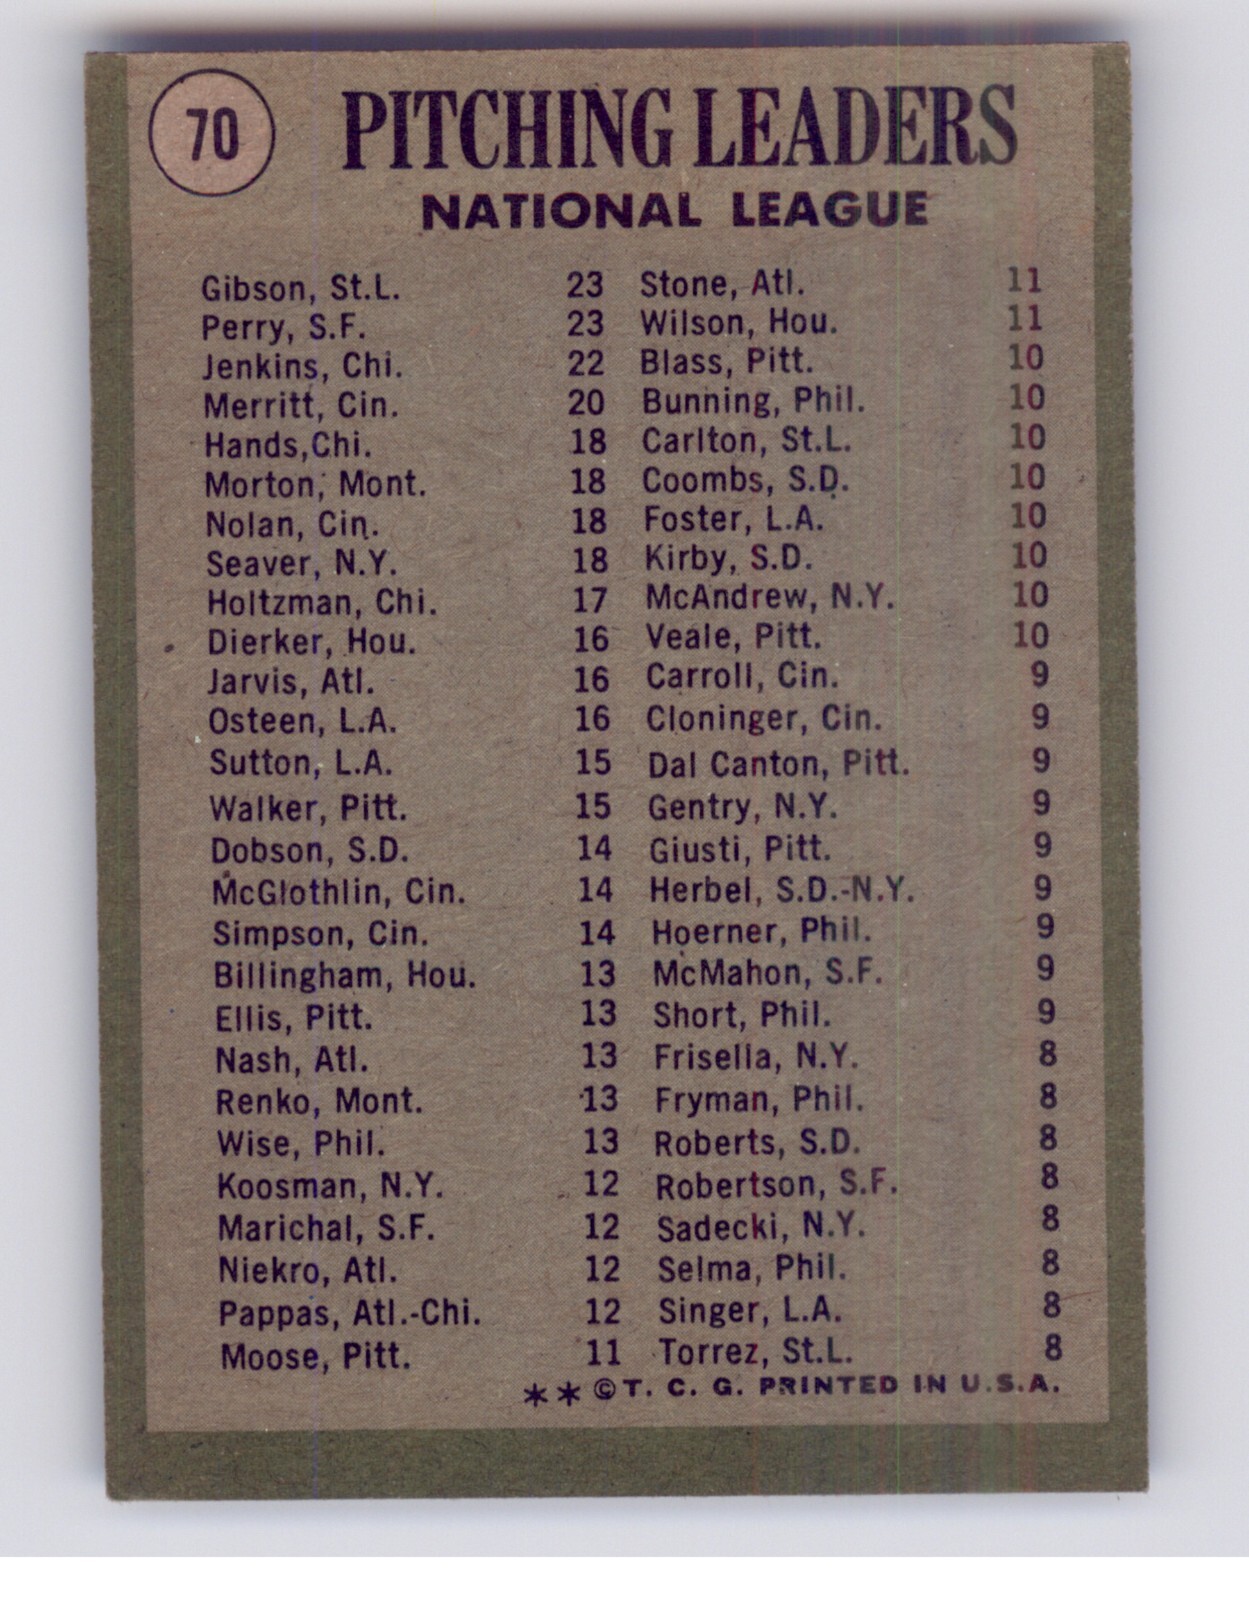 70
PITCHING LEADERS
NATIONAL LEAGUE
Gibson, St.L. 23
Perry, S.F. 23
Jenkins, Chi. 22
Merritt, Cin. 20
Hands,Chi. 18
Morton, Mont. 18
Nolan, Cin. 18
Seaver, N.Y. 18
Holtzman, Chi. 17
Dierker, Hou. 16
Jarvis, Atl. 16
Osteen, L.A. 16
Sutton, L.A. 15
Walker, Pitt. 15
Dobson, S.D. 14
McGlothlin, Cin. 14
Simpson, Cin. 14
Billingham, Hou. 13
Ellis, Pitt. 13
Nash, Atl. 13
Renko, Mont. 13
Wise, Phil. 13
Koosman, N.Y. 12
Marichal, S.F. 12
Niekro, Atl. 12
Pappas, Atl.-Chi. 12
Moose, Pitt. 11
Stone, Atl. 11
Wilson, Hou. 11
Blass, Pitt. 10
Bunning, Phil. 10
Carlton, St.L. 10
Coombs, S.D. 10
Foster, L.A. 10
Kirby, S.D. 10
McAndrew, N.Y. 10
Veale, Pitt. 10
Carroll, Cin. 9
Cloninger, Cin. 9
Dal Canton, Pitt. 9
Gentry, N.Y. 9
Giusti, Pitt. 9
Herbel, S.D.-N.Y. 9
Hoerner, Phil. 9
McMahon, S.F. 9
Short, Phil. 9
Frisella, N.Y. 8
Fryman, Phil. 8
Roberts, S.D. 8
Robertson, S.F. 8
Sadecki, N.Y. 8
Selma, Phil. 8
Singer, L.A. 8
Torrez, St.L. 8
**©T. C. G. PRINTED IN U.S.A.